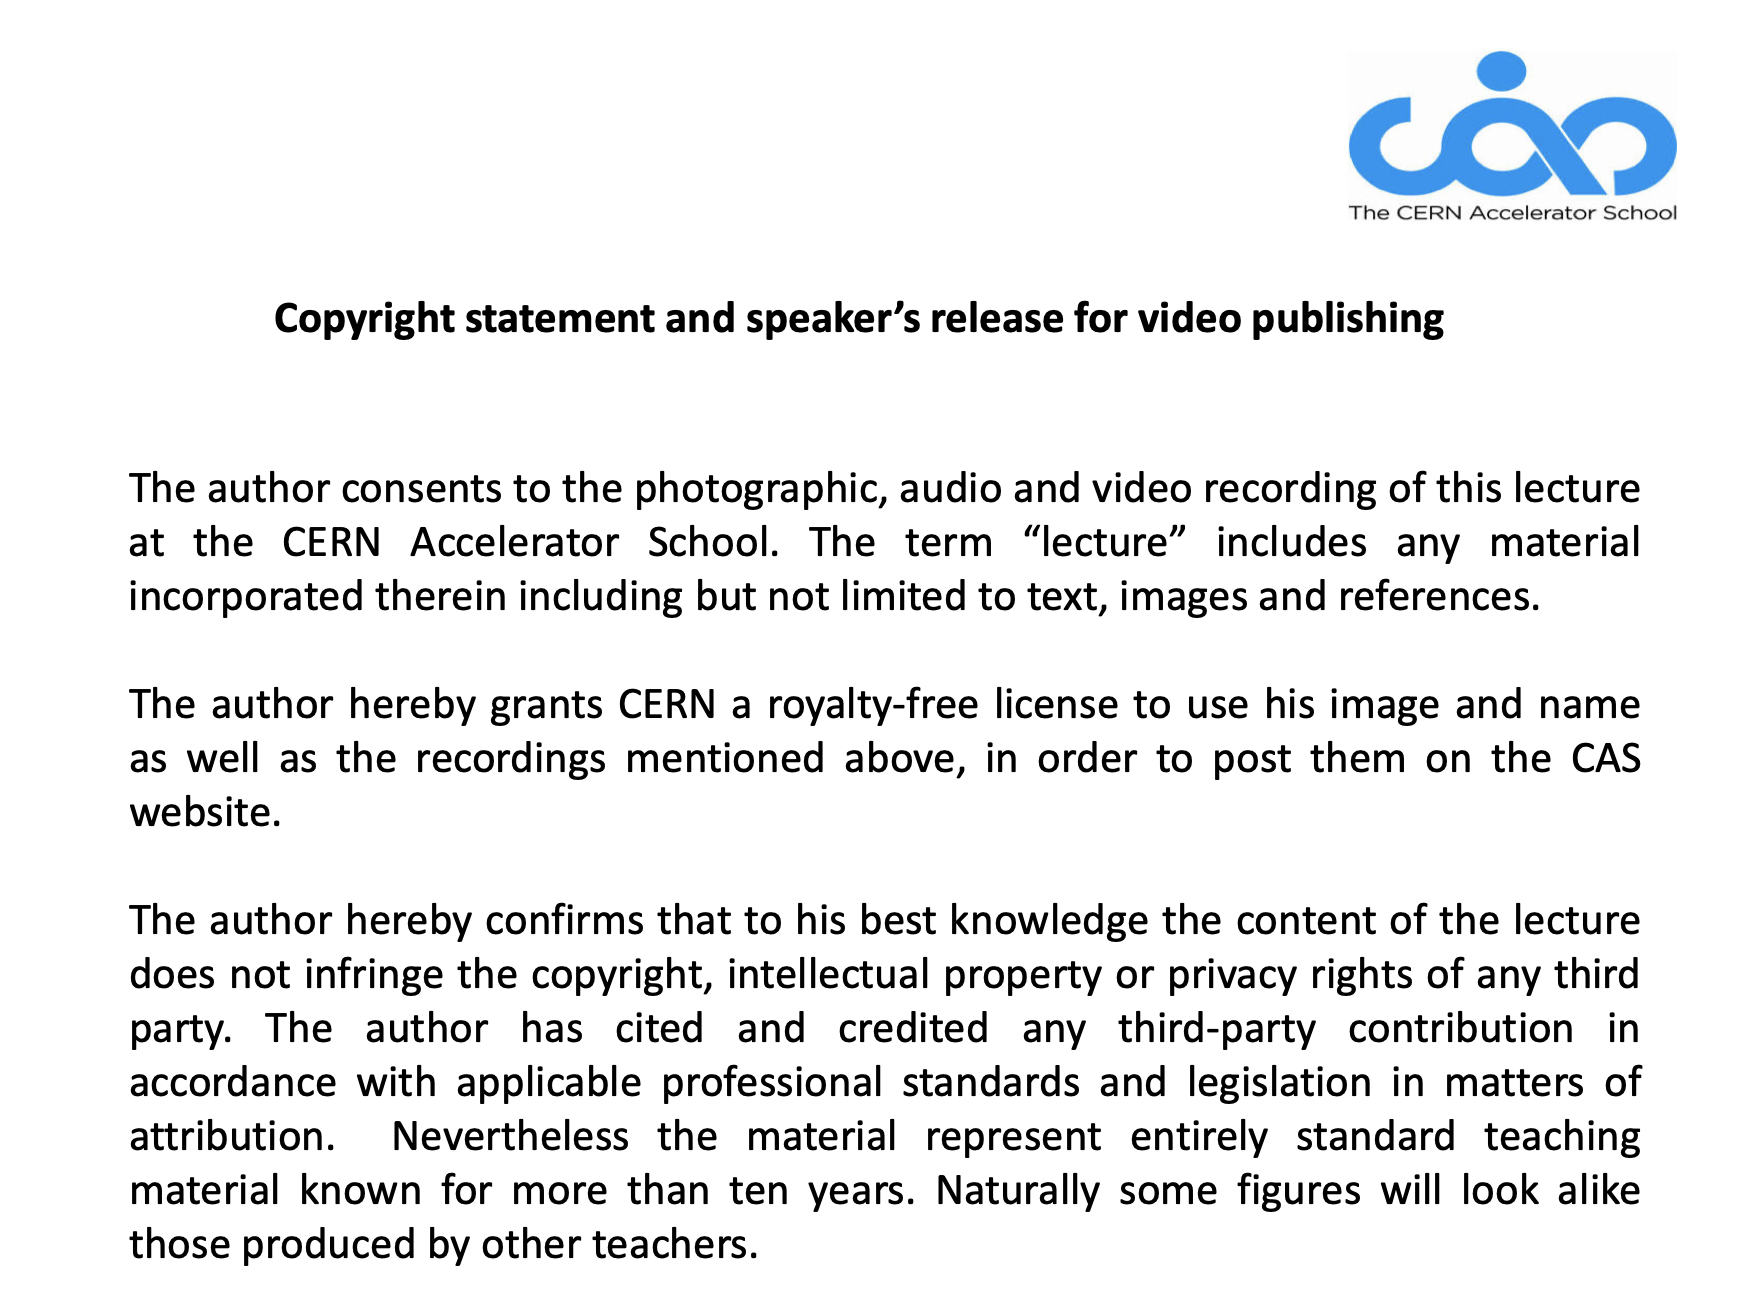 The CERN Accelerator School
Copyright statement and speaker’s release for video publishing
The author consents to the photographic, audio and video recording of this lecture
at the CERN Accelerator School. The term “lecture” includes any material
incorporated therein including but not limited to text, images and references.
The author hereby grants CERN a royalty-free license to use his image and name
as well as the recordings mentioned above, in order to post them on the CAS
website.
The author hereby confirms that to his best knowledge the content of the lecture
does not infringe the copyright, intellectual property or privacy rights of any third
party. The author has cited and credited any third-party contribution in
accordance with applicable professional standards and legislation in matters of
attribution.  Nevertheless the material represent entirely standard teaching
material known for more than ten years. Naturally some figures will look alike
those produced by other teachers.